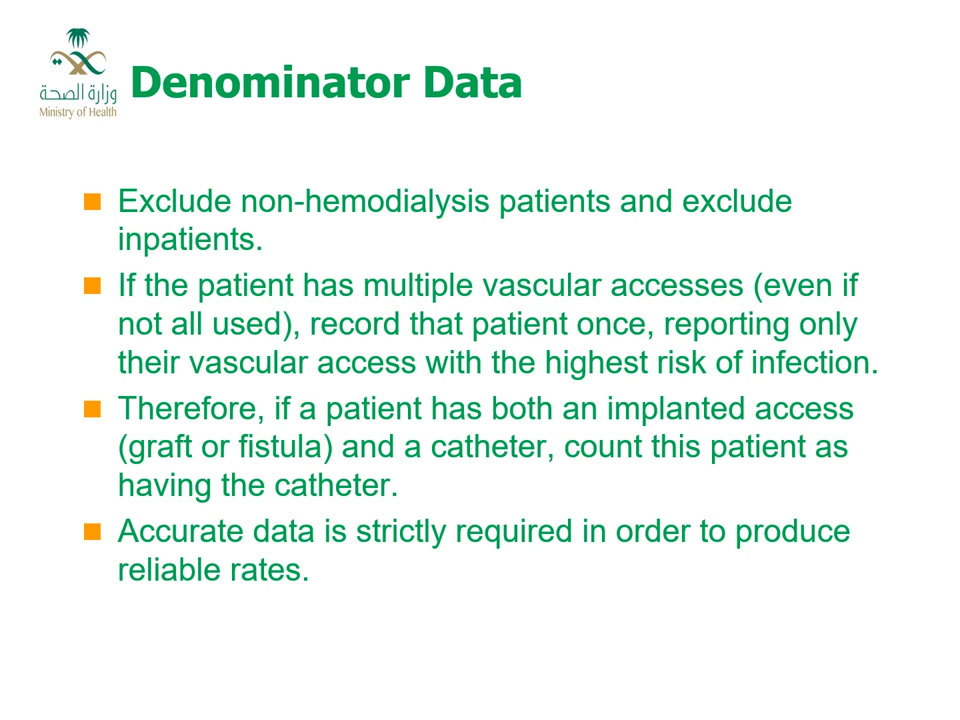 وزارة الصحة
Ministry of Health
Denominator Data
Exclude non-hemodialysis patients and exclude
inpatients.
If the patient has multiple vascular accesses (even if
not all used), record that patient once, reporting only
their vascular access with the highest risk of infection.
Therefore, if a patient has both an implanted access
(graft or fistula) and a catheter, count this patient as
having the catheter.
Accurate data is strictly required in order to produce
reliable rates.